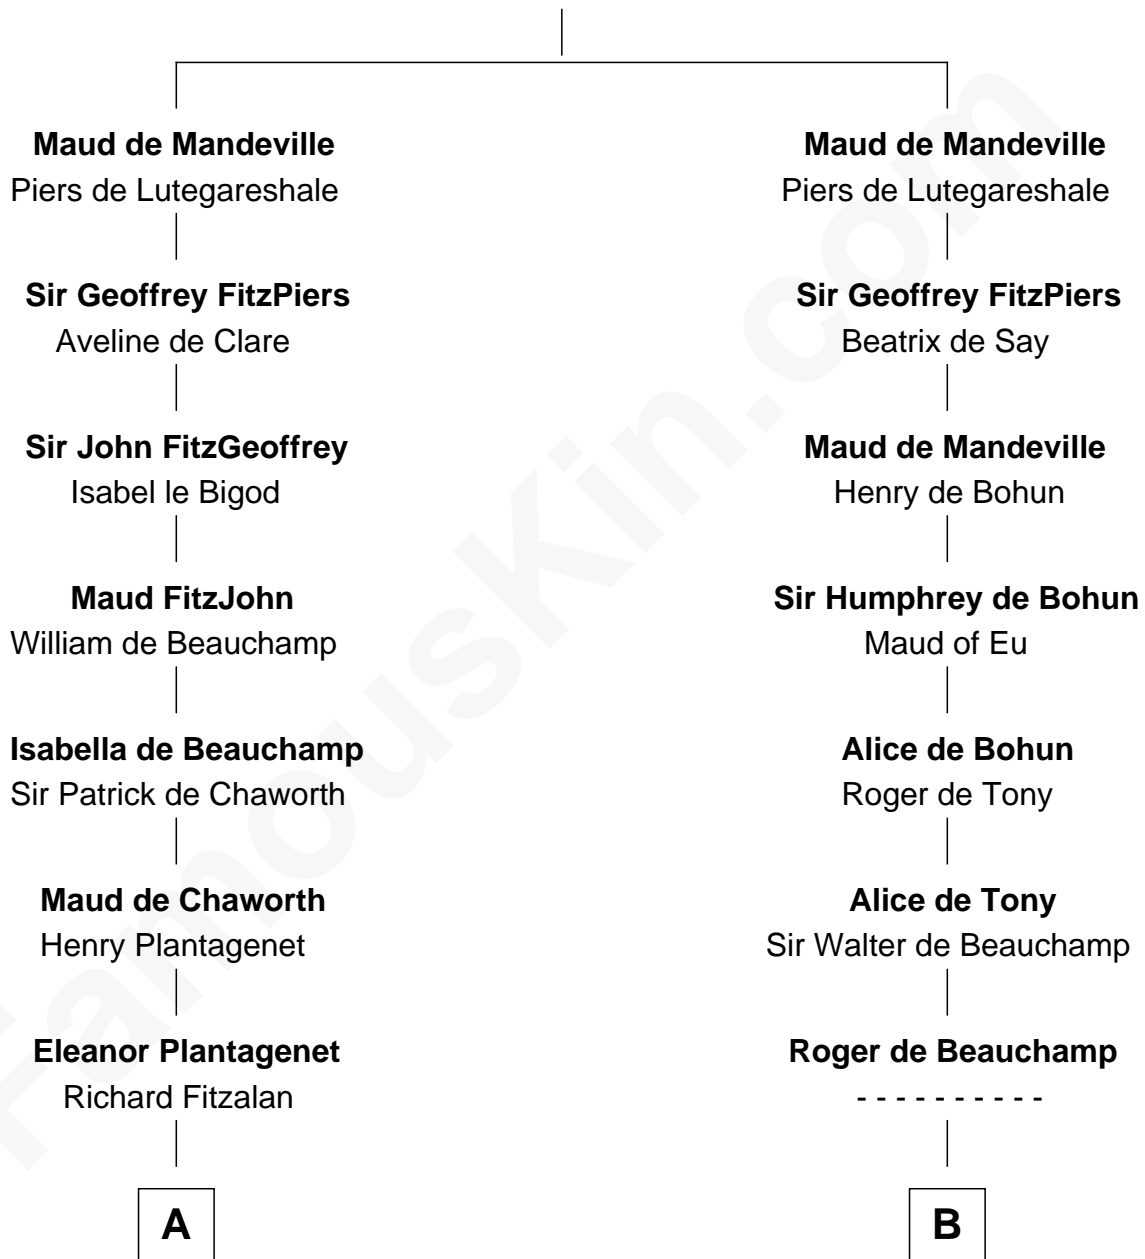 Maud de Mandeville
Piers de Lutegareshale
Sir Geoffrey FitzPiers
Aveline de Clare
Sir John FitzGeoffrey
Isabel le Bigod
Maud FitzJohn
William de Beauchamp
Isabella de Beauchamp
Sir Patrick de Chaworth
Maud de Chaworth
Henry Plantagenet
Eleanor Plantagenet
Richard Fitzalan
A
Maud de Mandeville
Piers de Lutegareshale
Sir Geoffrey FitzPiers
Beatrix de Say
Maud de Mandeville
Henry de Bohun
Sir Humphrey de Bohun
Maud of Eu
Alice de Bohun
Roger de Tony
Alice de Tony
Sir Walter de Beauchamp
Roger de Beauchamp
- - - - - - - - - -
B
FamousKin.com